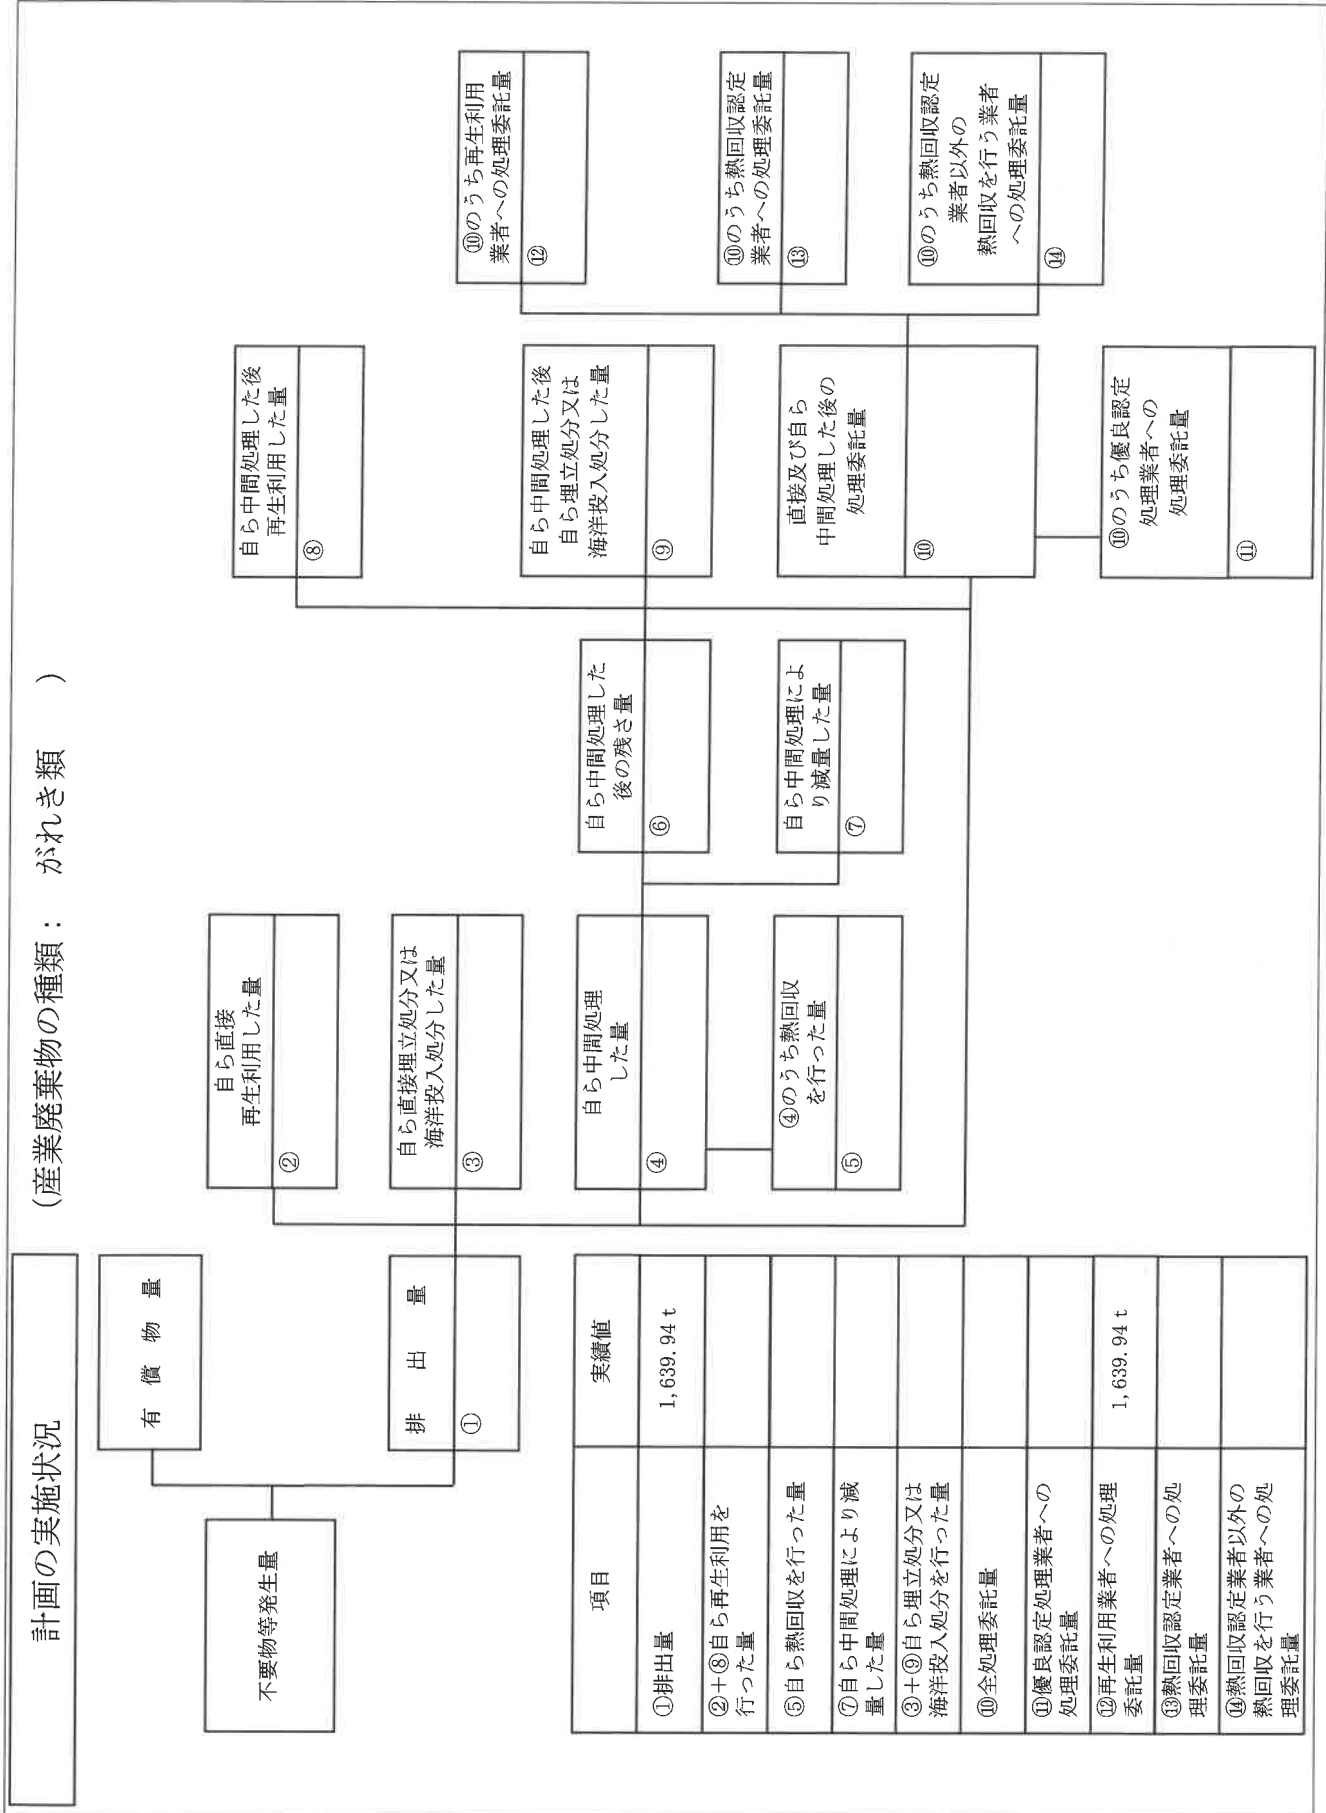 計画の実施状況
(産業廃棄物の種類： がれき類 )
不要物等発生量
有償物量
排出量
①
自ら直接
再生利用した量
②
自ら直接埋立処分又は
海洋投入処分した量
③
自ら中間処理
した量
④
④のうち熱回収
を行った量
⑤
自ら中間処理した
後の残さ量
⑥
自ら中間処理によ
り減量した量
⑦
自ら中間処理した後
再生利用した量
⑧
自ら中間処理した後
自ら埋立処分又は
海洋投入処分した量
⑨
直接及び自ら
中間処理した後の
処理委託量
⑩
⑩のうち優良認定
処理業者への
処理委託量
⑪
⑩のうち再生利用
業者への処理委託量
⑫
⑩のうち熱回収認定
業者への処理委託量
⑬
⑩のうち熱回収認定
業者以外の
熱回収を行う業者
への処理委託量
⑭
項目 実績値
①排出量 1,639.94 t
②＋⑧自ら再生利用を
行った量
⑤自ら熱回収を行った量
⑦自ら中間処理により減
量した量
③＋⑨自ら埋立処分又は
海洋投入処分を行った量
⑩全処理委託量
⑪優良認定処理業者への
処理委託量
⑫再生利用業者への処理
委託量 1,639.94 t
⑬熱回収認定業者への処
理委託量
⑭熱回収認定業者以外の
熱回収を行う業者への処
理委託量